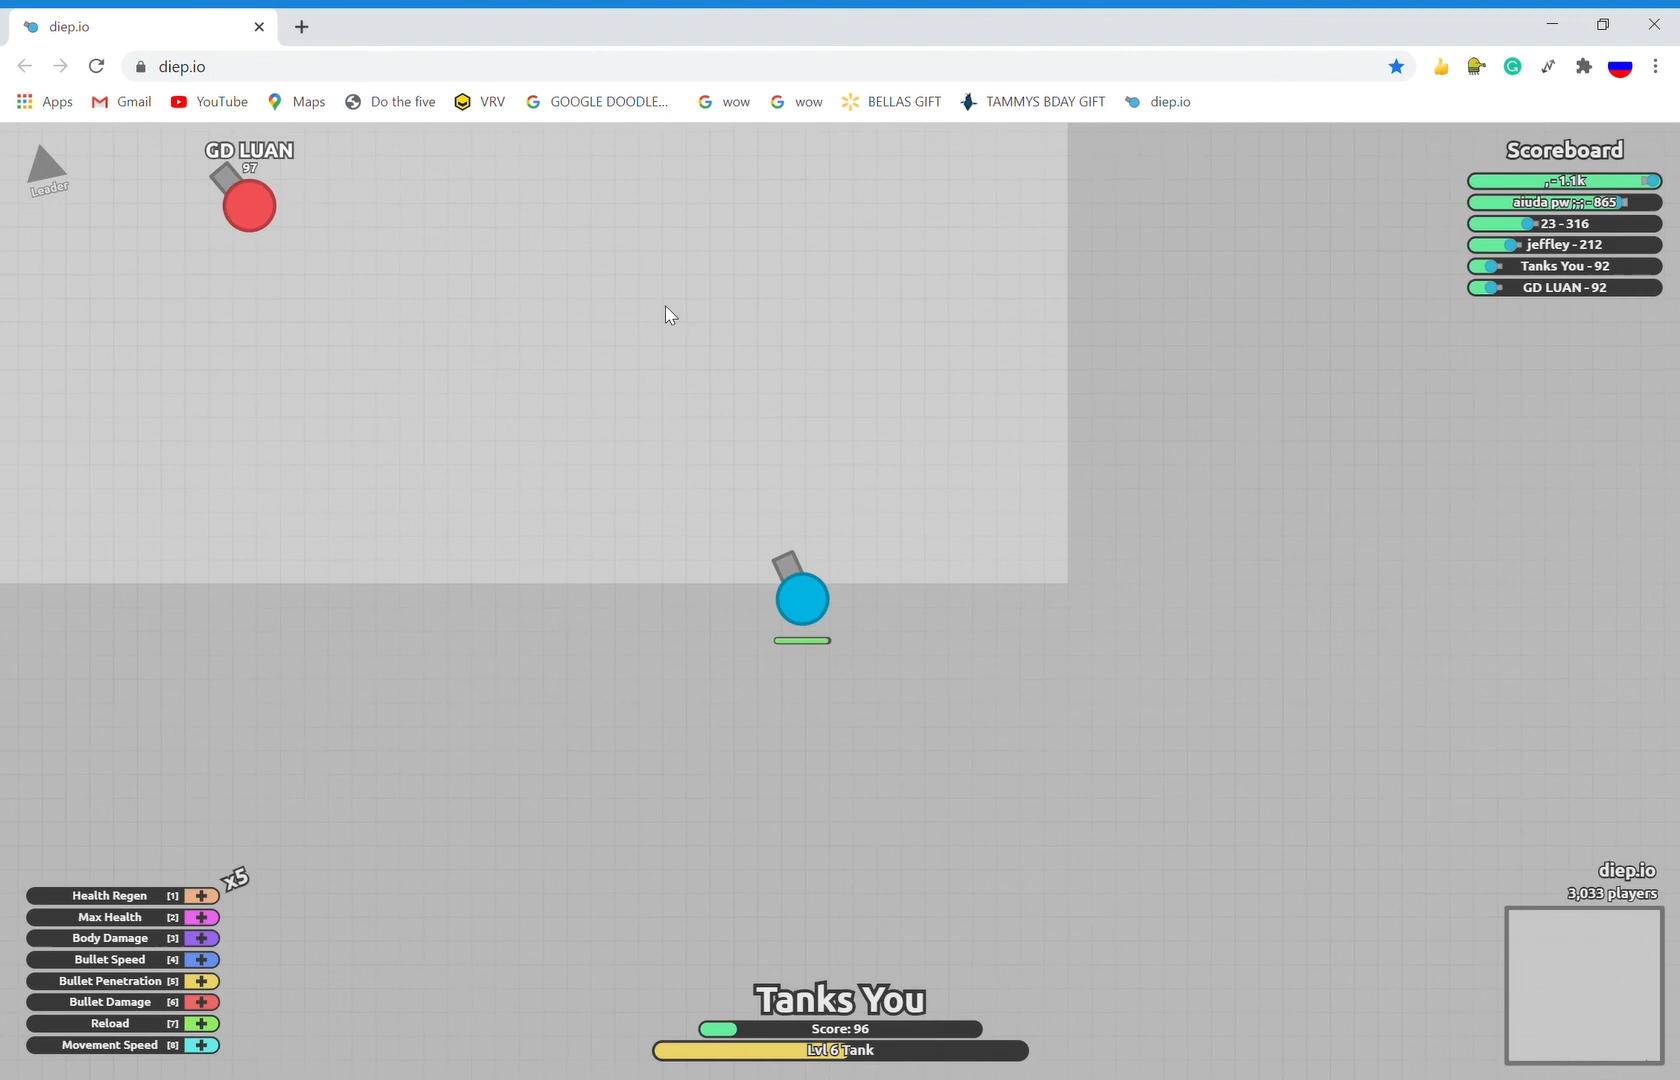 diep.io
diep.io
Apps
Gmail
YouTube
Maps
Do the five
VRV
GOOGLE DOODLE...
wow
wow
BELLAS GIFT
TAMMYS BDAY GIFT
diep.io
Leader
GD LUAN
97
Scoreboard
, - 1.1k
aiuda pw ;-; - 865
23 - 316
jeffley - 212
Tanks You - 92
GD LUAN - 92
x5
Health Regen [1]
Max Health [2]
Body Damage [3]
Bullet Speed [4]
Bullet Penetration [5]
Bullet Damage [6]
Reload [7]
Movement Speed [8]
Tanks You
Score: 96
Lvl 6 Tank
diep.io
3,033 players